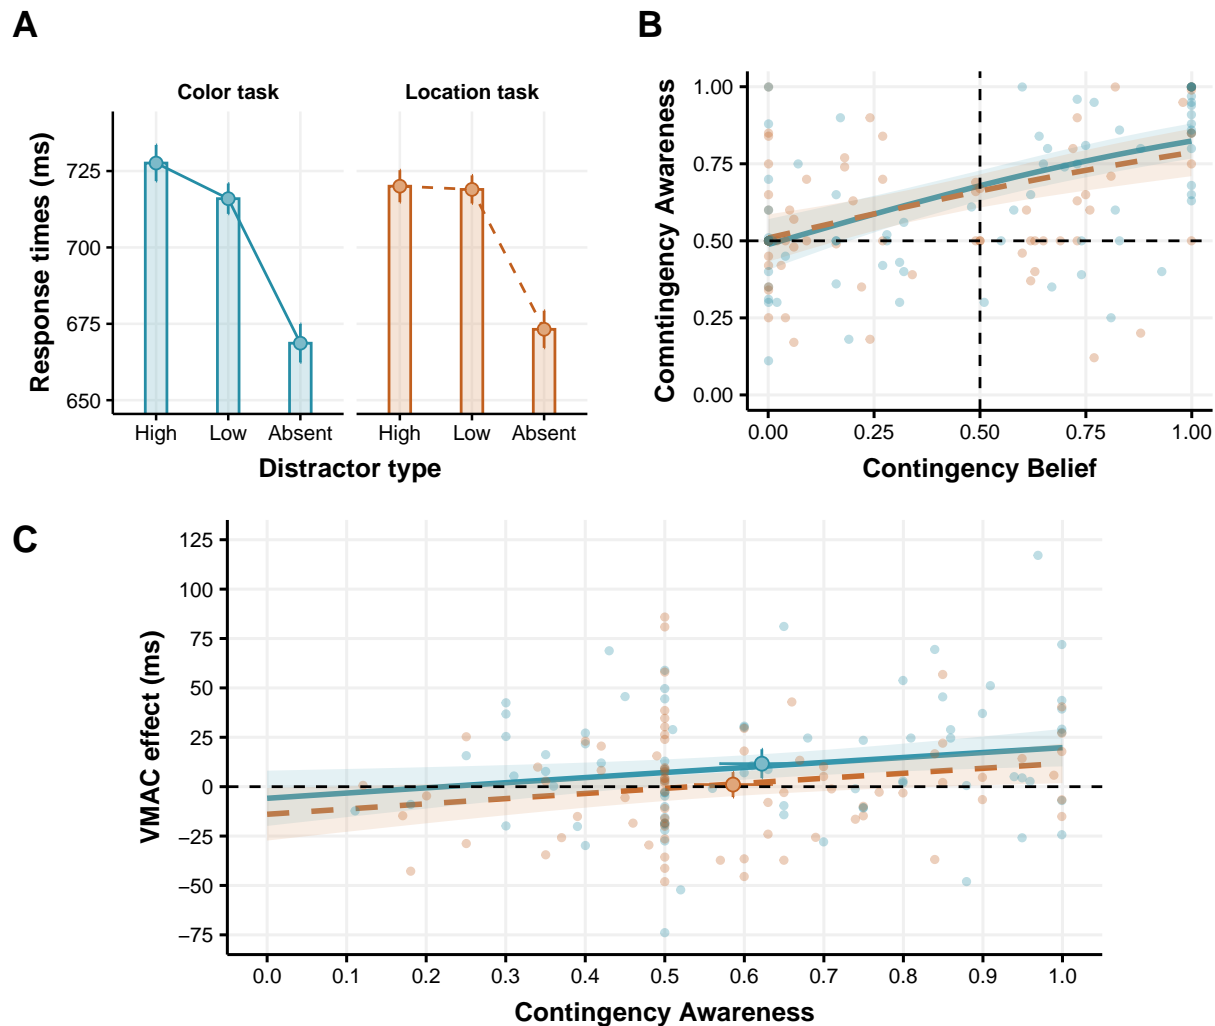 A
Color task
Location task
Response times (ms)
725
700
675
650
High
Low
Absent
High
Low
Absent
Distractor type
B
Comntingency Awareness
1.00
0.75
0.50
0.25
0.00
0.00
0.25
0.50
0.75
1.00
Contingency Belief
C
VMAC effect (ms)
125
100
75
50
25
0
−25
−50
−75
0.0
0.1
0.2
0.3
0.4
0.5
0.6
0.7
0.8
0.9
1.0
Contingency Awareness